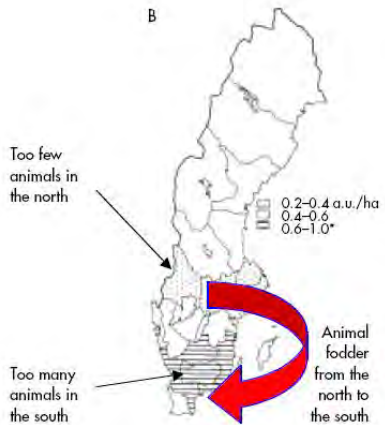 B
Too few
animals in
the north
0.2–0.4 a.u./ha
0.4–0.6
0.6–1.0*
Too many
animals in
the south
Animal
fodder
from the
north to
the south